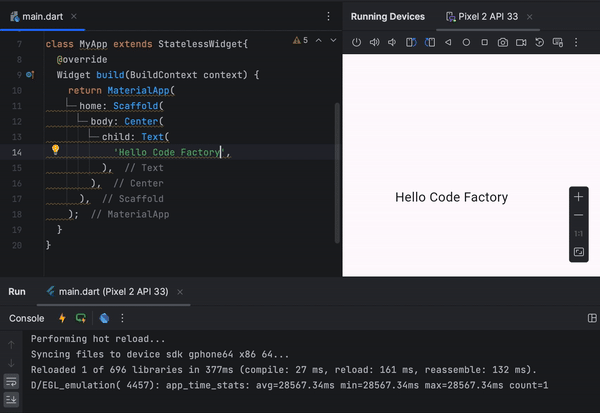 main.dart
Running Devices
Pixel 2 API 33
7 class MyApp extends StatelessWidget{
5
8 @override
9 Widget build(BuildContext context) {
10 return MaterialApp(
11 home: Scaffold(
12 body: Center(
13 child: Text(
14 'Hello Code Factory',
15 ), // Text
16 ), // Center
17 ), // Scaffold
18 ); // MaterialApp
19 }
20 }
Hello Code Factory
1:1
Run main.dart (Pixel 2 API 33)
Console
Performing hot reload...
Syncing files to device sdk gphone64 x86 64...
Reloaded 1 of 696 libraries in 377ms (compile: 27 ms, reload: 161 ms, reassemble: 132 ms).
D/EGL_emulation( 4457): app_time_stats: avg=28567.34ms min=28567.34ms max=28567.34ms count=1